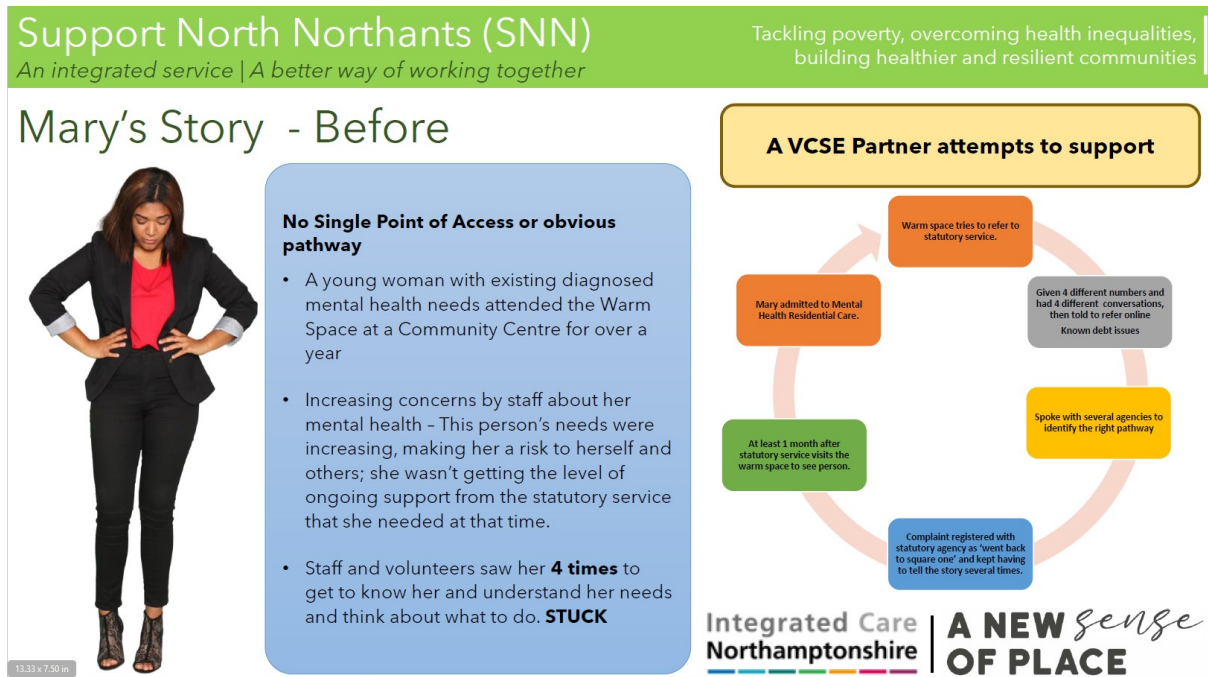 Support North Northants (SNN)
An integrated service | A better way of working together
Tackling poverty, overcoming health inequalities,
building healthier and resilient communities
Mary's Story - Before
No Single Point of Access or obvious
pathway
• A young woman with existing diagnosed
mental health needs attended the Warm
Space at a Community Centre for over a
year
• Increasing concerns by staff about her
mental health – This person's needs were
increasing, making her a risk to herself and
others; she wasn't getting the level of
ongoing support from the statutory service
that she needed at that time.
• Staff and volunteers saw her 4 times to
get to know her and understand her needs
and think about what to do. STUCK
A VCSE Partner attempts to support
Warm space tries to refer to
statutory service.
Given 4 different numbers and
had 4 different conversations,
then told to refer online
Known debt issues
Spoke with several agencies to
identify the right pathway
Complaint registered with
statutory agency as 'went back
to square one' and kept having
to tell the story several times.
At least 1 month after
statutory service visits the
warm space to see person.
Mary admitted to Mental
Health Residential Care.
Integrated Care
Northamptonshire
A NEW sense
OF PLACE
13.33 x 7.50 in